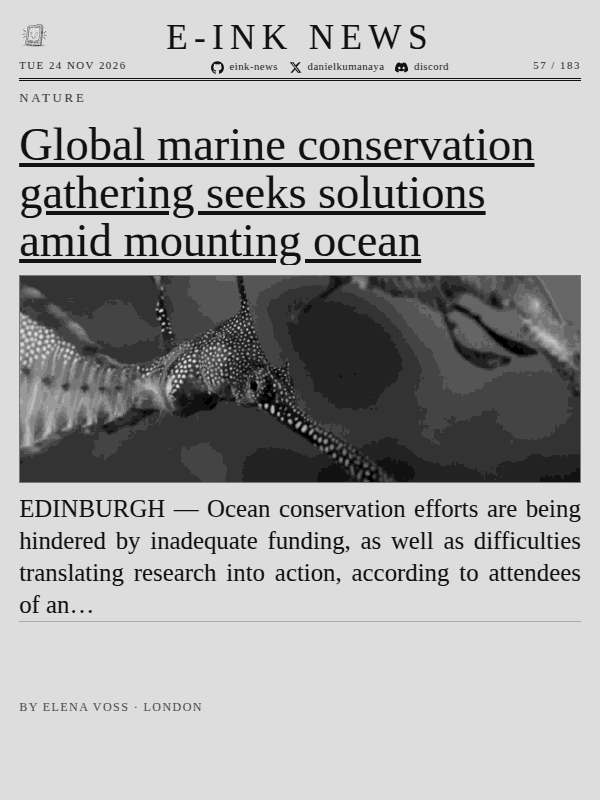 E-INK NEWS
TUE 24 NOV 2026
eink-news danielkumanaya discord
57 / 183
NATURE
Global marine conservation
gathering seeks solutions
amid mounting ocean
EDINBURGH — Ocean conservation efforts are being
hindered by inadequate funding, as well as difficulties
translating research into action, according to attendees
of an…
BY ELENA VOSS · LONDON